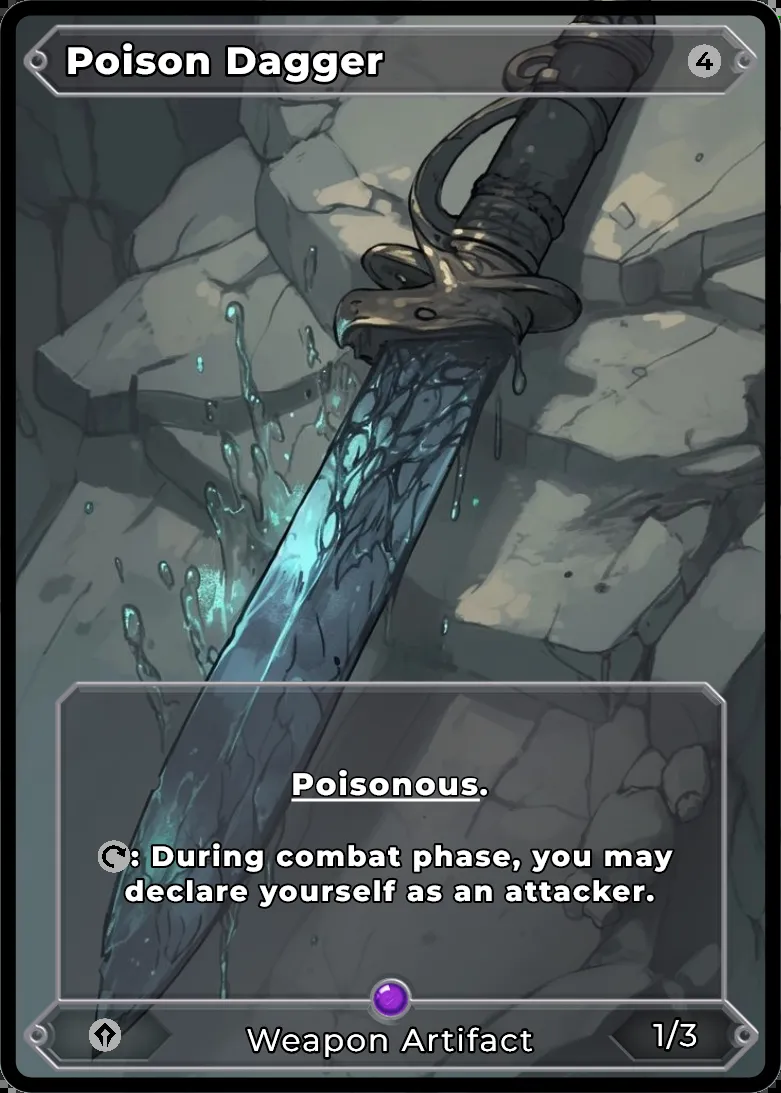 Poison Dagger
4
Poisonous.
: During combat phase, you may
declare yourself as an attacker.
Weapon Artifact
1/3